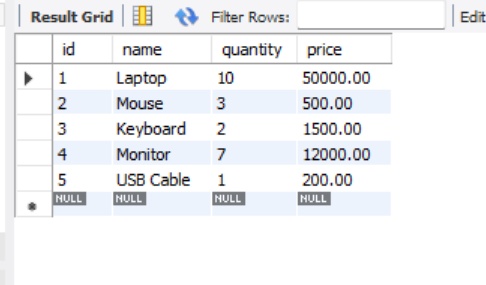 Result Grid Filter Rows: Edit
id name quantity price
1 Laptop 10 50000.00
2 Mouse 3 500.00
3 Keyboard 2 1500.00
4 Monitor 7 12000.00
5 USB Cable 1 200.00
NULL NULL NULL NULL